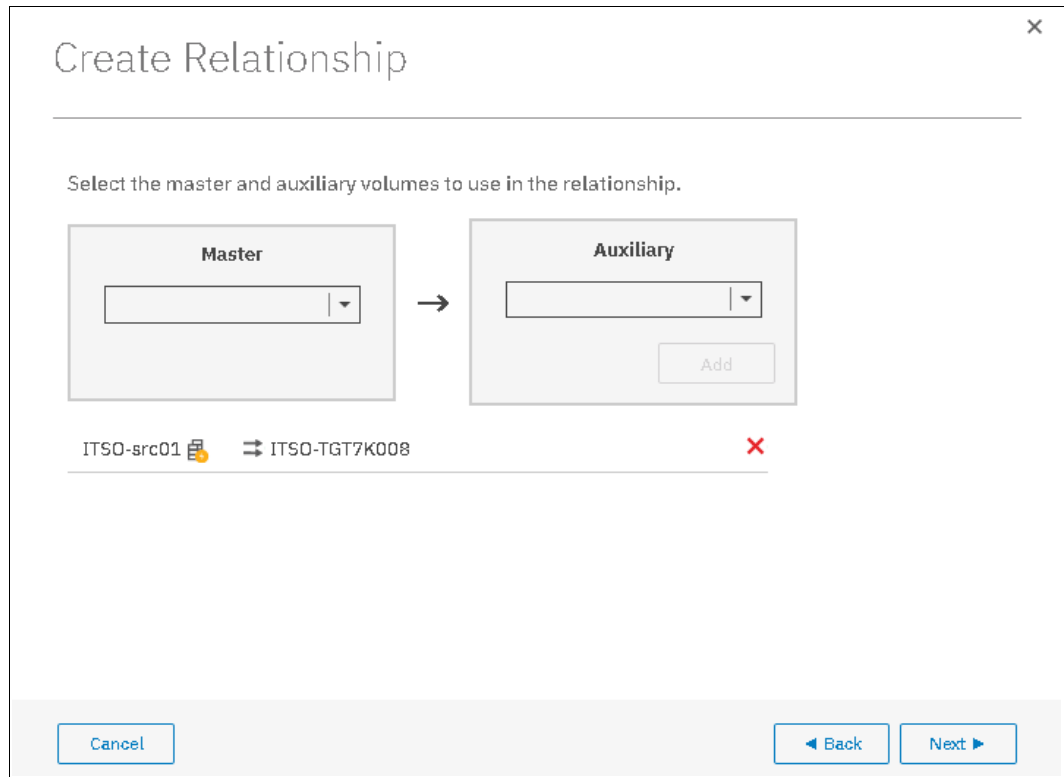 Create Relationship
Select the master and auxiliary volumes to use in the relationship.
Master
Auxiliary
Add
ITSO-src01 ITSO-TGT7K008
Cancel
Back
Next